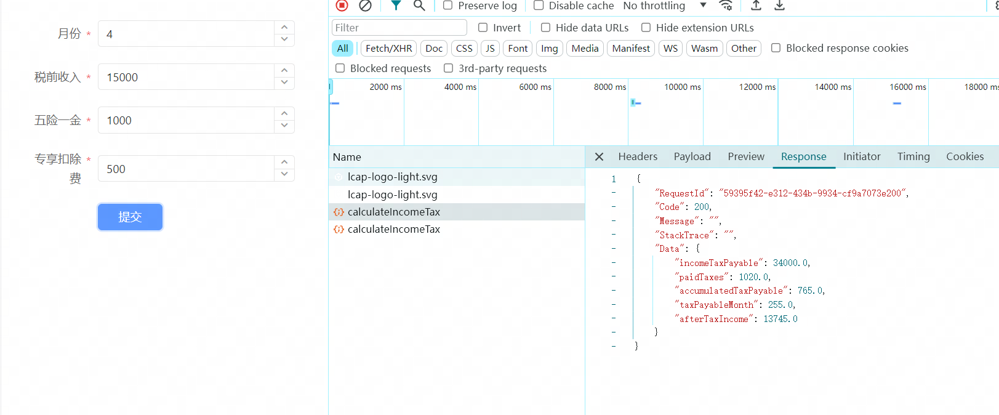 月份 * 4
税前收入 * 15000
五险一金 * 1000
专享扣除 *
费
500
提交
Preserve log
Disable cache
No throttling
Filter
Invert
Hide data URLs
Hide extension URLs
All
Fetch/XHR
Doc
CSS
JS
Font
Img
Media
Manifest
WS
Wasm
Other
Blocked response cookies
Blocked requests
3rd-party requests
2000 ms
4000 ms
6000 ms
8000 ms
10000 ms
12000 ms
14000 ms
16000 ms
18000 ms
Name
lcap-logo-light.svg
lcap-logo-light.svg
calculateIncomeTax
calculateIncomeTax
Headers
Payload
Preview
Response
Initiator
Timing
Cookies
1 {
- "RequestId": "59395f42-e312-434b-9934-cf9a7073e200",
- "Code": 200,
- "Message": "",
- "StackTrace": "",
- "Data": {
- "incomeTaxPayable": 34000.0,
- "paidTaxes": 1020.0,
- "accumulatedTaxPayable": 765.0,
- "taxPayableMonth": 255.0,
- "afterTaxIncome": 13745.0
- }
- }